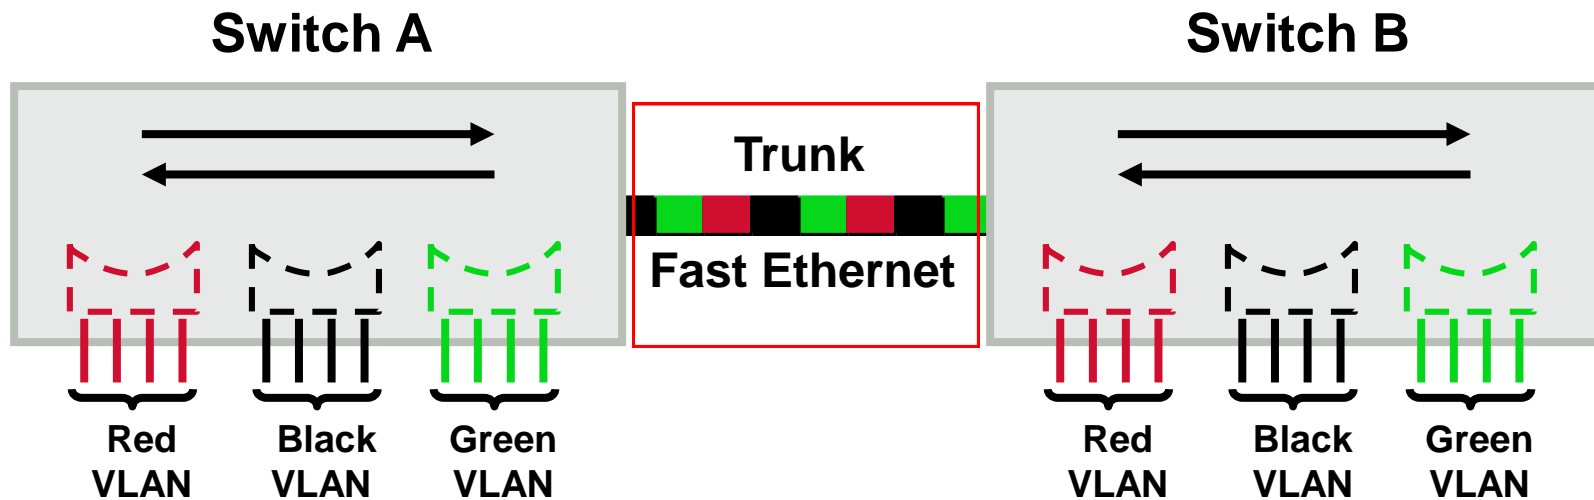 Switch A
Switch B
Trunk
Fast Ethernet
Red
VLAN
Black
VLAN
Green
VLAN
Red
VLAN
Black
VLAN
Green
VLAN